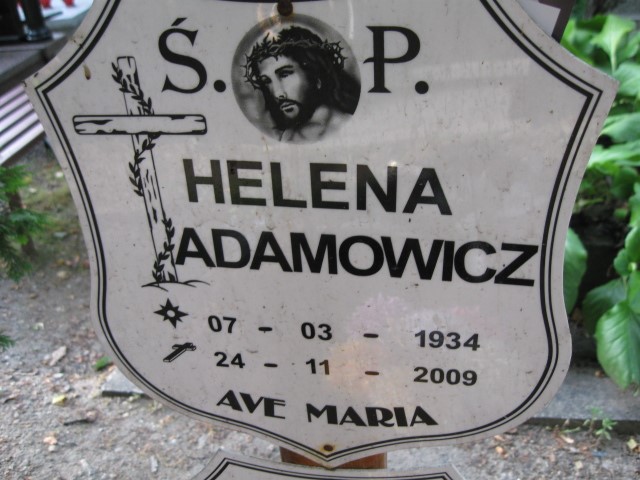 Ś. P.
HELENA
ADAMOWICZ
07 - 03 - 1934
24 - 11 - 2009
AVE MARIA